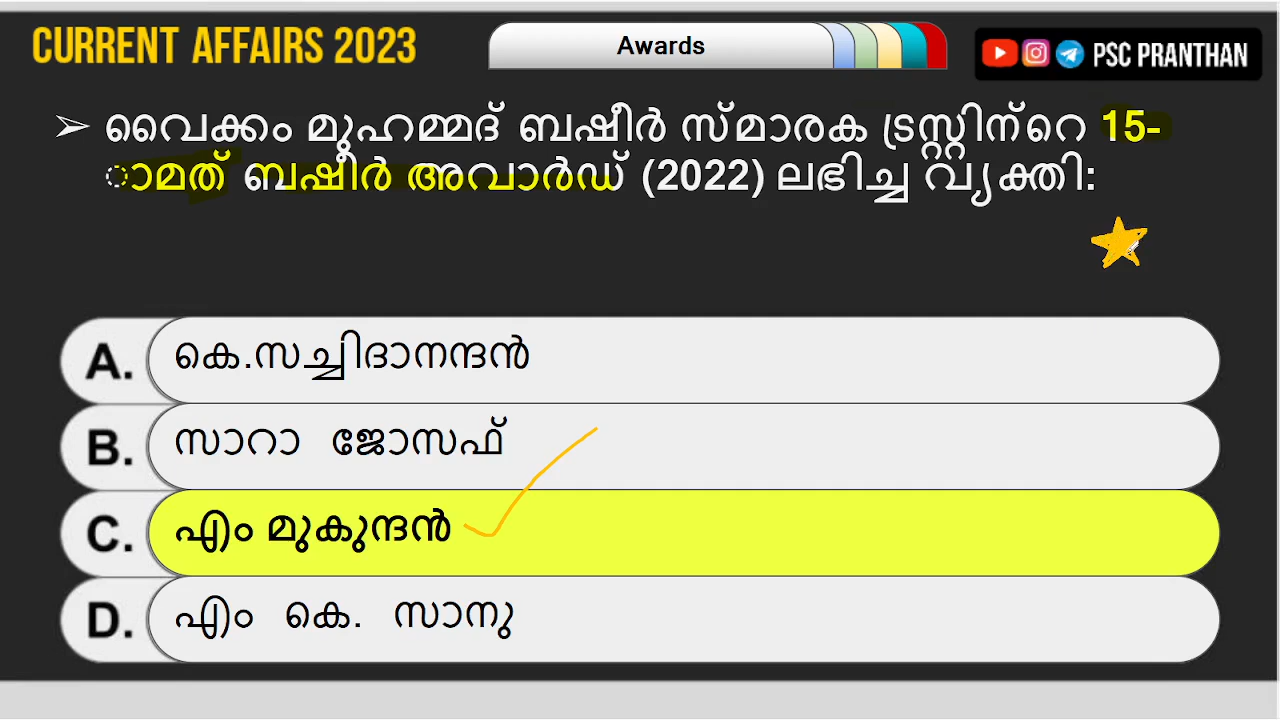 CURRENT AFFAIRS 2023
Awards
PSC PRANTHAN
➢ വൈക്കം മുഹമ്മദ് ബഷീർ സ്മാരക ട്രസ്റ്റിന്റെ 15-
ാമത് ബഷീർ അവാർഡ് (2022) ലഭിച്ച വ്യക്തി:
A. കെ.സച്ചിദാനന്ദൻ
B. സാറാ ജോസഫ്
C. എം മുകുന്ദൻ
D. എം കെ. സാനു